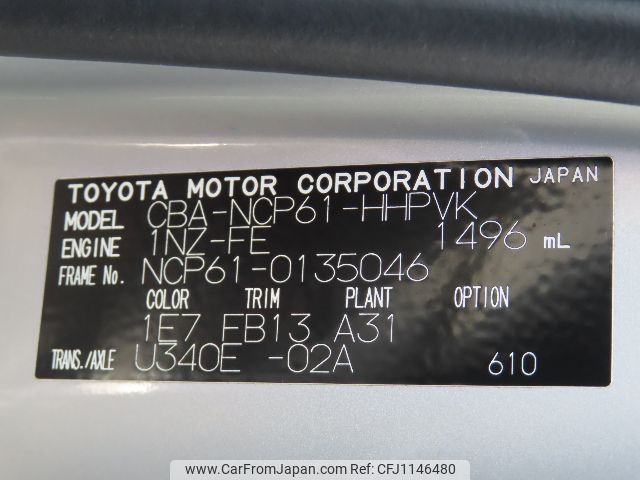 TOYOTA MOTOR CORPORATION JAPAN
MODEL CBA-NCP61-HHPVK
ENGINE 1NZ-FE 1496 mL
FRAME No. NCP61-0135046
COLOR TRIM PLANT OPTION
1E7 EB13 A31
TRANS./AXLE U340E -02A 610
www.CarFromJapan.com Ref No.CFJ1146480